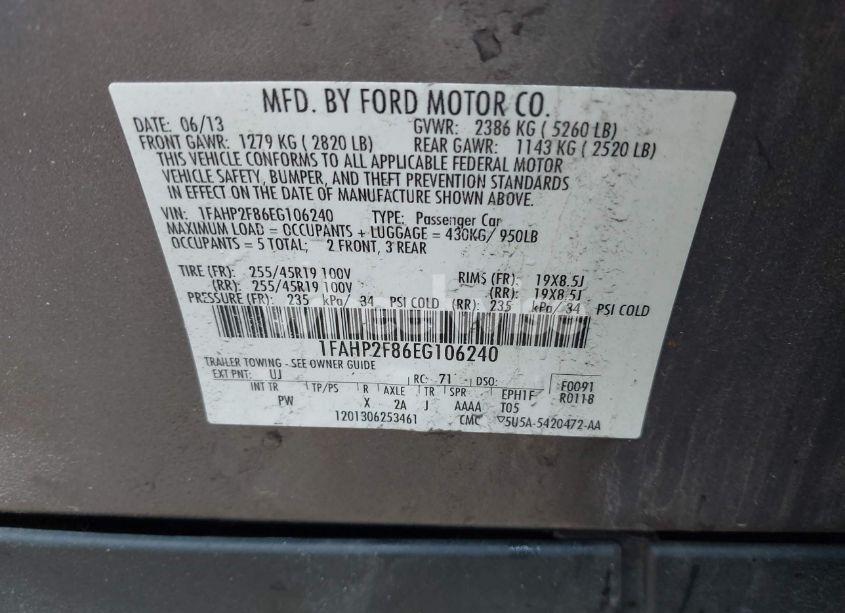 MFD. BY FORD MOTOR CO.
DATE: 06/13 GVWR: 2386 KG ( 5260 LB)
FRONT GAWR: 1279 KG ( 2820 LB) REAR GAWR: 1143 KG ( 2520 LB)
THIS VEHICLE CONFORMS TO ALL APPLICABLE FEDERAL MOTOR
VEHICLE SAFETY, BUMPER, AND THEFT PREVENTION STANDARDS
IN EFFECT ON THE DATE OF MANUFACTURE SHOWN ABOVE.
VIN: 1FAHP2F86EG106240 TYPE: Passenger Car
MAXIMUM LOAD = OCCUPANTS + LUGGAGE = 430KG/ 950LB
OCCUPANTS = 5 TOTAL; 2 FRONT, 3 REAR
TIRE (FR): 255/45R19 100V RIMS (FR): 19X8.5J
(RR): 255/45R19 100V (RR): 19X8.5J
PRESSURE (FR): 235 kPa/ 34 PSI COLD (RR): 235 kPa/ 34 PSI COLD
1FAHP2F86EG106240
TRAILER TOWING - SEE OWNER GUIDE
EXT PNT: UJ RC: 71 DSO: F0091
INT TR TP/PS R AXLE TR SPR EPH1F R0118
PW X 2A J AAAA T05
1201306253461 CMC 5U5A-5420472-AA